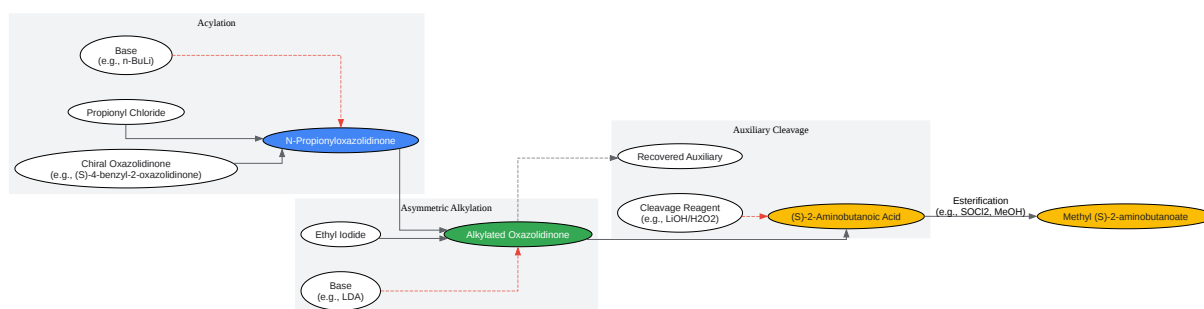 Acylation
Base
(e.g., n-BuLi)
Propionyl Chloride
N-Propionyloxazolidinone
Chiral Oxazolidinone
(e.g., (S)-4-benzyl-2-oxazolidinone)
Asymmetric Alkylation
Ethyl Iodide
Alkylated Oxazolidinone
Base
(e.g., LDA)
Auxiliary Cleavage
Recovered Auxiliary
Cleavage Reagent
(e.g., LiOH/H2O2)
(S)-2-Aminobutanoic Acid
Esterification
(e.g., SOCl2, MeOH)
Methyl (S)-2-aminobutanoate